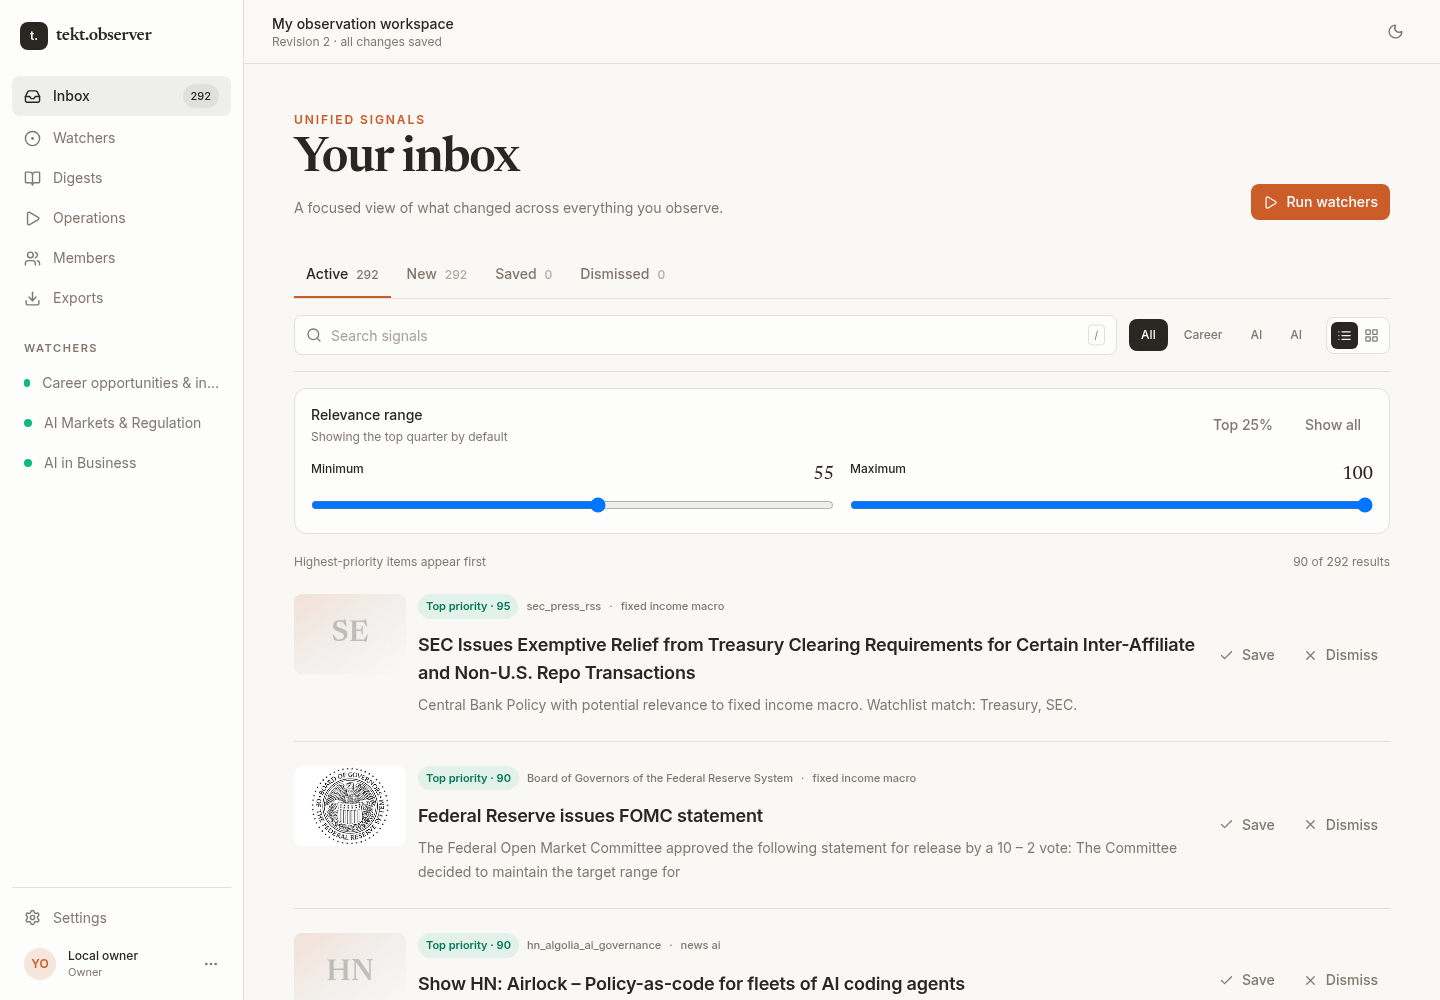 t. tekt.observer
Inbox 292
Watchers
Digests
Operations
Members
Exports
WATCHERS
Career opportunities & in...
AI Markets & Regulation
AI in Business
Settings
YO Local owner
Owner
My observation workspace
Revision 2 · all changes saved
UNIFIED SIGNALS
Your inbox
A focused view of what changed across everything you observe.
Run watchers
Active 292 New 292 Saved 0 Dismissed 0
Search signals / All Career AI AI
Relevance range
Showing the top quarter by default
Top 25% Show all
Minimum 55 Maximum 100
Highest-priority items appear first 90 of 292 results
SE
Top priority · 95 sec_press_rss · fixed income macro
SEC Issues Exemptive Relief from Treasury Clearing Requirements for Certain Inter-Affiliate
and Non-U.S. Repo Transactions
Central Bank Policy with potential relevance to fixed income macro. Watchlist match: Treasury, SEC.
Save Dismiss
Top priority · 90 Board of Governors of the Federal Reserve System · fixed income macro
Federal Reserve issues FOMC statement
The Federal Open Market Committee approved the following statement for release by a 10 – 2 vote: The Committee
decided to maintain the target range for
Save Dismiss
HN
Top priority · 90 hn_algolia_ai_governance · news ai
Show HN: Airlock – Policy-as-code for fleets of AI coding agents
Save Dismiss